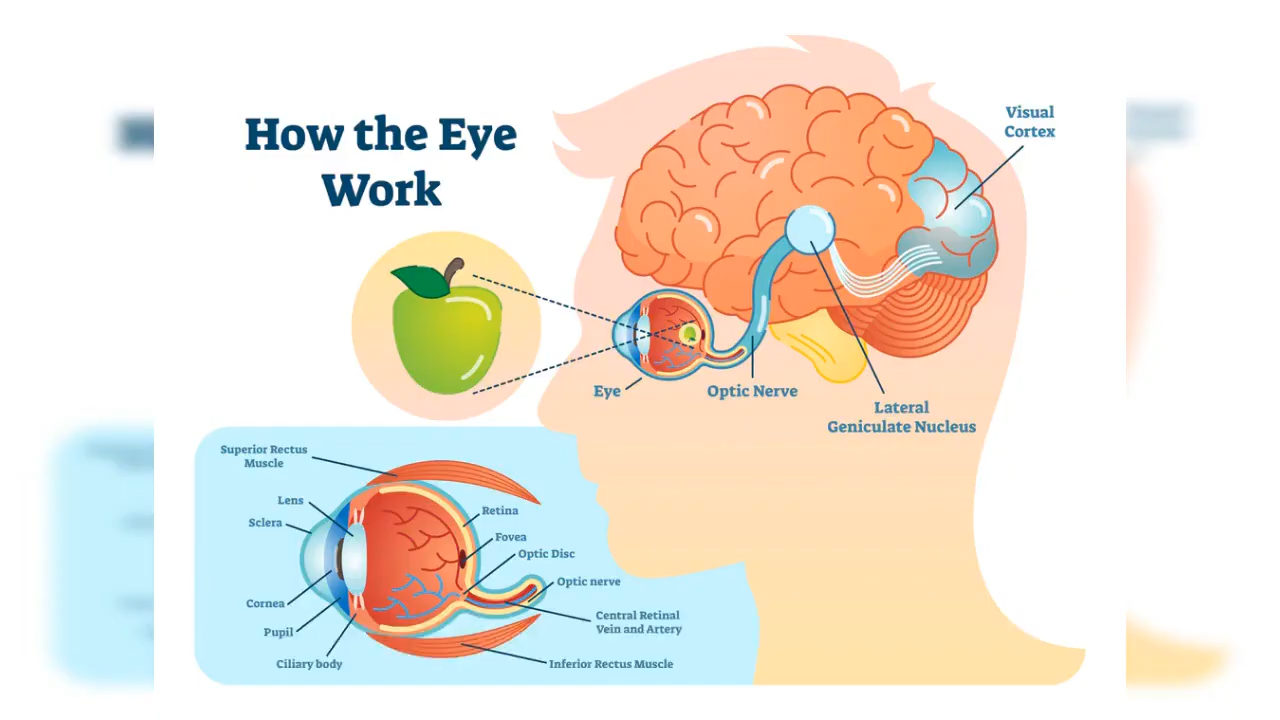 How the Eye
Work
Visual
Cortex
Eye
Optic Nerve
Lateral
Geniculate Nucleus
Superior Rectus
Muscle
Lens
Sclera
Cornea
Pupil
Ciliary body
Retina
Fovea
Optic Disc
Optic nerve
Central Retinal
Vein and Artery
Inferior Rectus Muscle